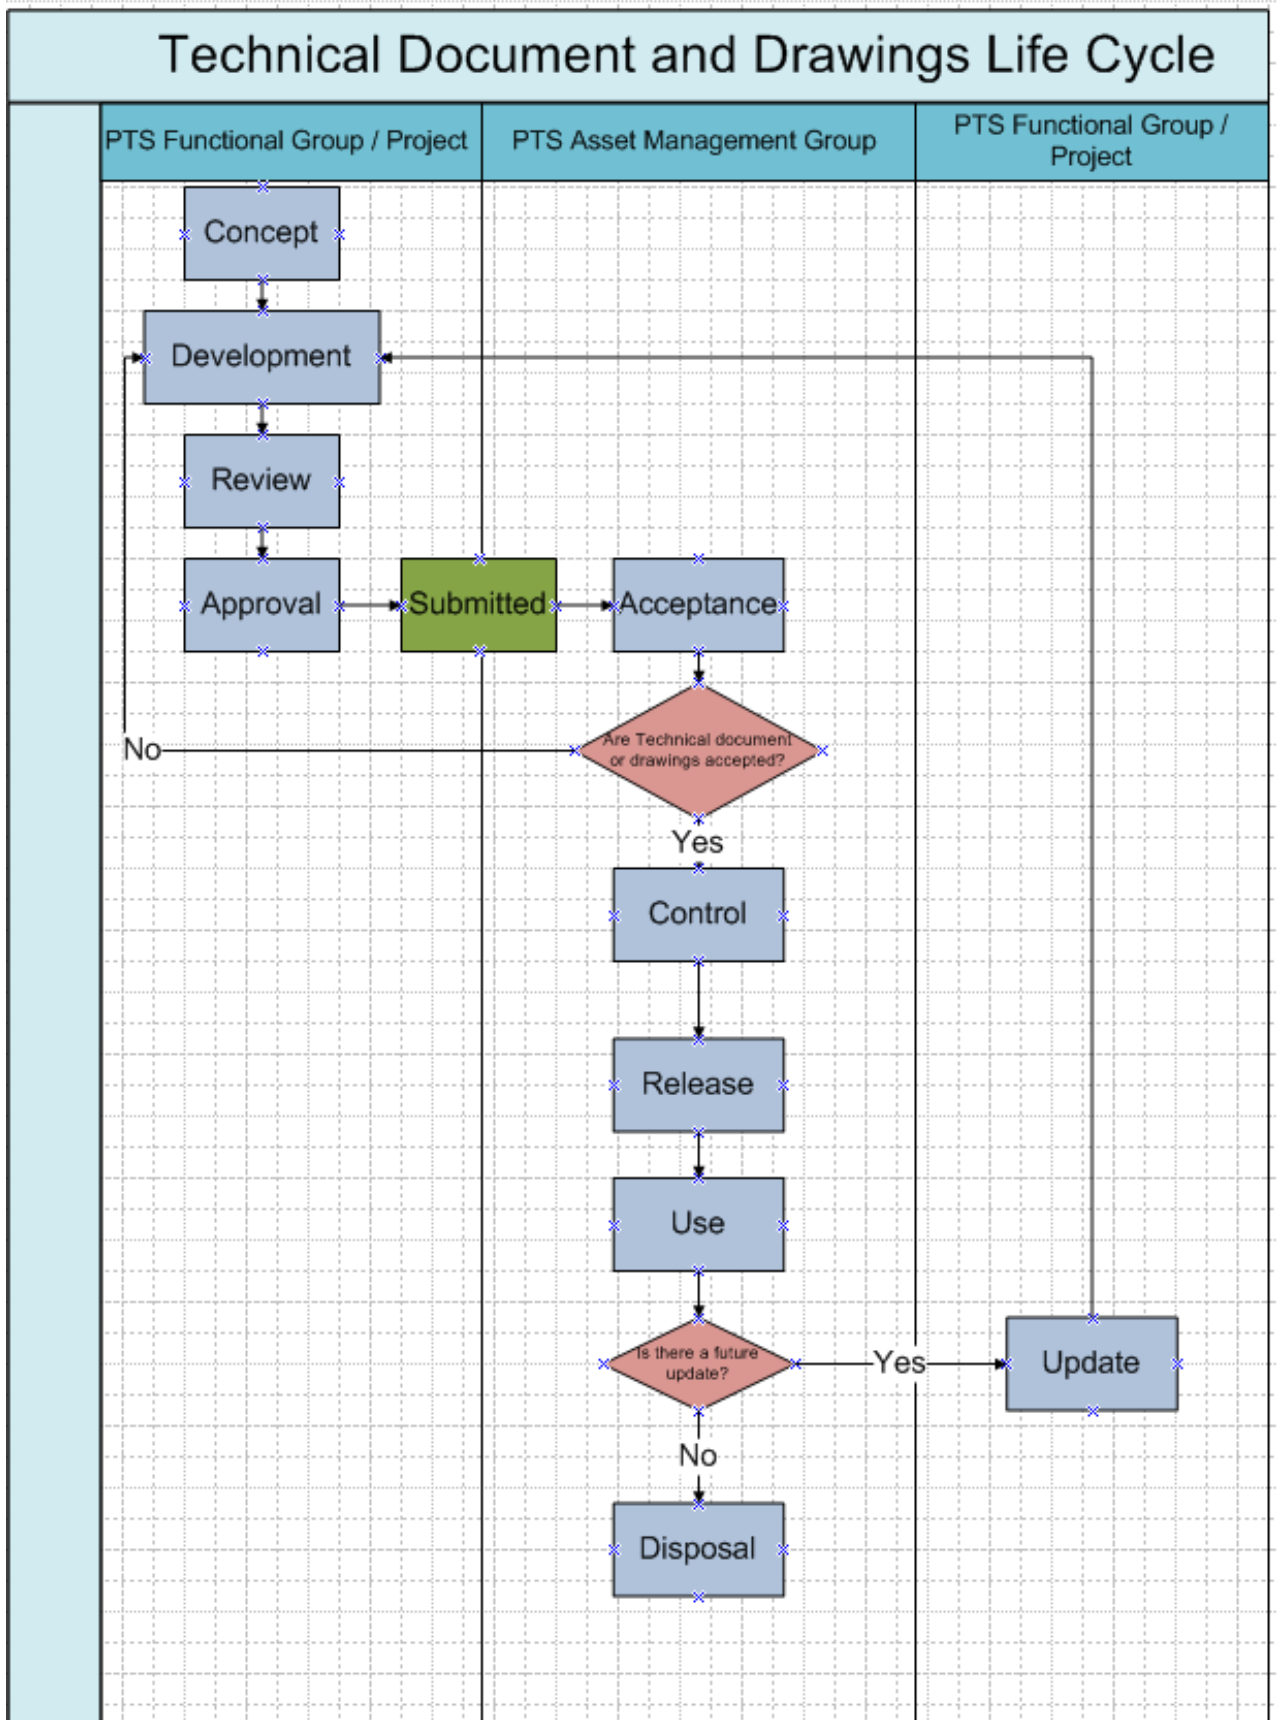 Technical Document and Drawings Life Cycle
PTS Functional Group / Project
PTS Asset Management Group
PTS Functional Group /
Project
Concept
Development
Review
Approval
Submitted
Acceptance
Are Technical document
or drawings accepted?
No
Yes
Control
Release
Use
Is there a future
update?
Yes
Update
No
Disposal